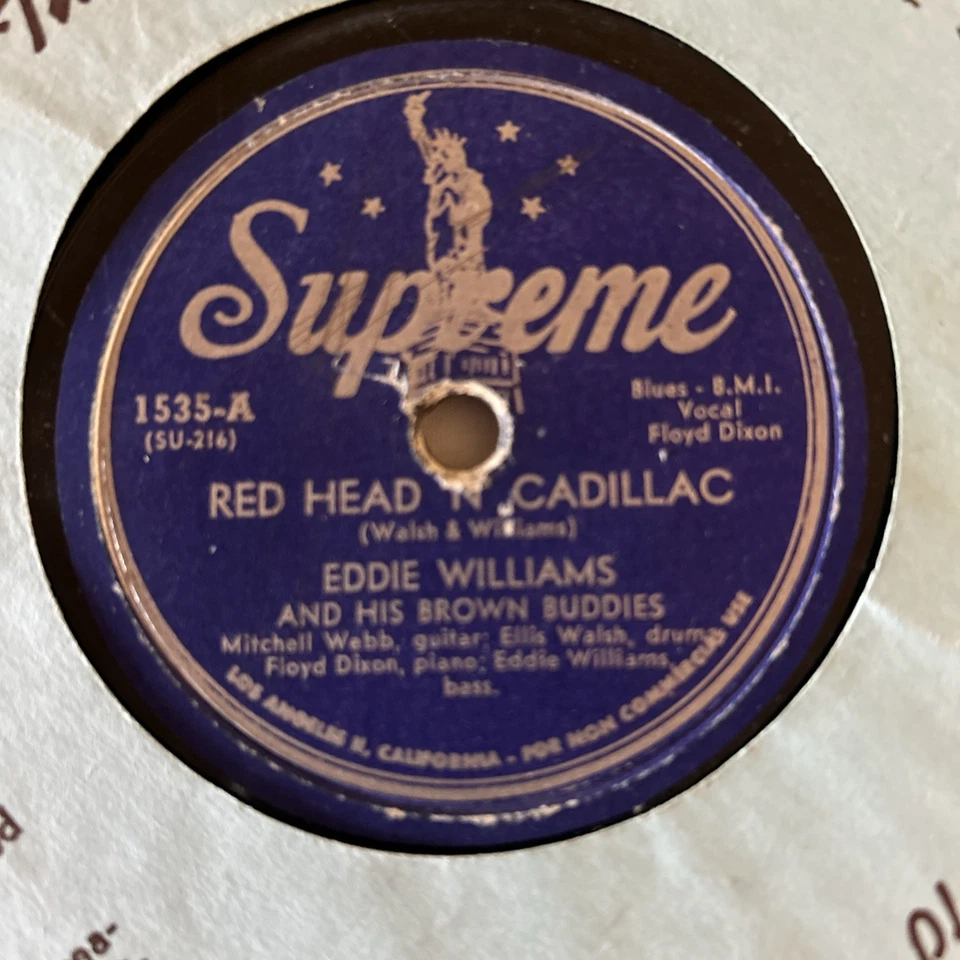 Supreme
1535-A
(SU-216)
Blues - B.M.I.
Vocal
Floyd Dixon
RED HEAD 'N' CADILLAC
(Walsh & Williams)
EDDIE WILLIAMS
AND HIS BROWN BUDDIES
Mitchell Webb, guitar; Ellis Walsh, drums
Floyd Dixon, piano; Eddie Williams,
bass.
LOS ANGELES 11, CALIFORNIA - FOR NON COMMERCIAL USE